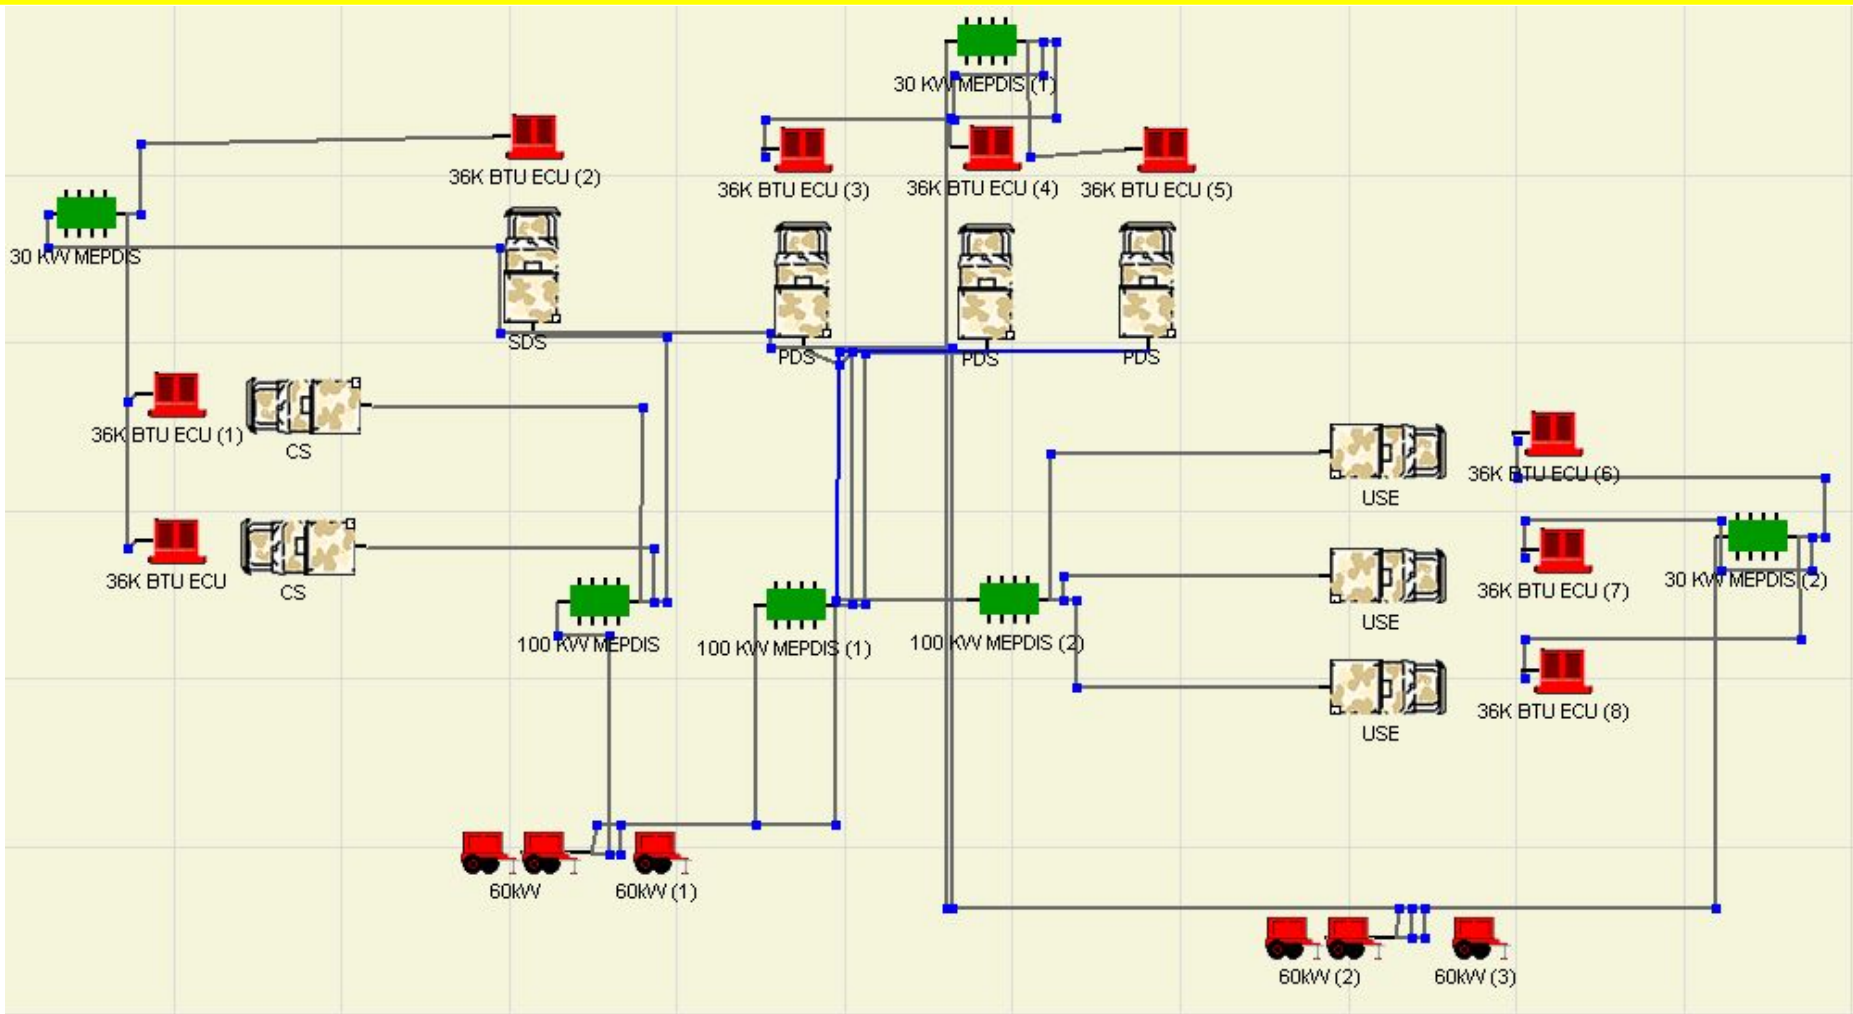 30 KW MEPDIS (1)
36K BTU ECU (2)
36K BTU ECU (3)
36K BTU ECU (4)
36K BTU ECU (5)
30 KW MEPDIS
SDS
PDS
PDS
PDS
36K BTU ECU (1)
CS
36K BTU ECU (6)
USE
36K BTU ECU
CS
30 KW MEPDIS (2)
36K BTU ECU (7)
USE
100 KW MEPDIS
100 KW MEPDIS (1)
100 KW MEPDIS (2)
36K BTU ECU (8)
USE
60kW
60kW (1)
60kW (2)
60kW (3)